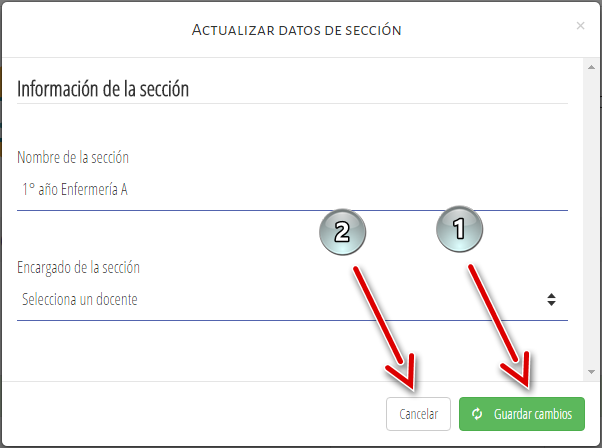 Actualizar datos de sección
×
Información de la sección
Nombre de la sección
1° año Enfermería A
2
1
Encargado de la sección
Selecciona un docente
Cancelar
Guardar cambios